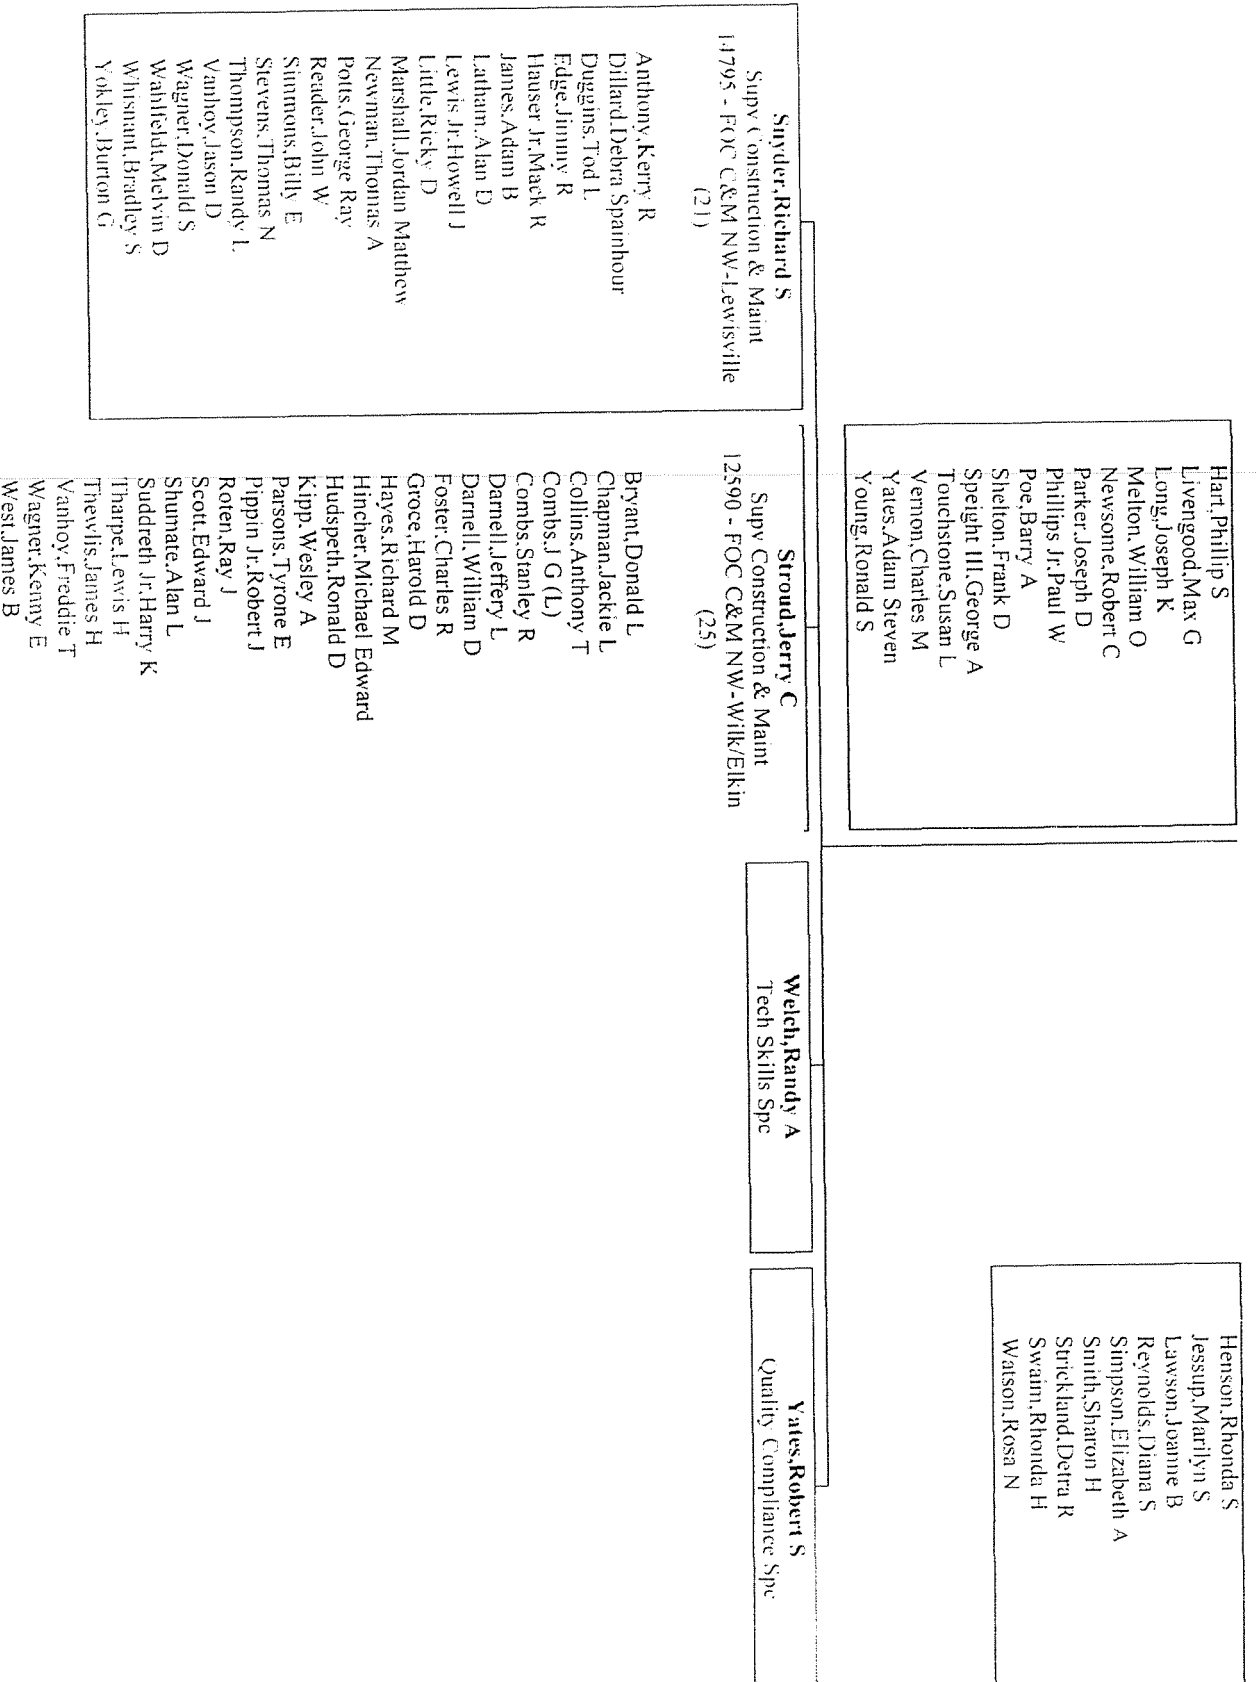 Hart,Phillip S
Livengood,Max G
Long,Joseph K
Melton,William O
Newsome,Robert C
Parker,Joseph D
Phillips Jr,Paul W
Poe,Barry A
Shelton,Frank D
Speight III,George A
Touchstone,Susan L
Vernon,Charles M
Yates,Adam Steven
Young,Ronald S
Henson,Rhonda S
Jessup,Marilyn S
Lawson,Joanne B
Reynolds,Diana S
Simpson,Elizabeth A
Smith,Sharon H
Strickland,Detra R
Swaim,Rhonda H
Watson,Rosa N
Snyder,Richard S
Supv Construction & Maint
14795 - FOC C&M NW-Lewisville
(21)
Anthony,Kerry R
Dillard,Debra Spainhour
Duggins,Tod L
Edge,Jimmy R
Hauser Jr,Mack R
James,Adam B
Latham,Alan D
Lewis,Jr,Howell J
Little,Ricky D
Marshall,Jordan Matthew
Newman,Thomas A
Potts,George Ray
Reader,John W
Simmons,Billy E
Stevens,Thomas N
Thompson,Randy L
Vanhoy,Jason D
Wagner,Donald S
Wahlfeldt,Melvin D
Whisnant,Bradley S
Yokley,Burton G
Stroud,Jerry C
Supv Construction & Maint
12590 - FOC C&M NW-Wilk/Elkin
(25)
Bryant,Donald L
Chapman,Jackie L
Collins,Anthony T
Combs,J G (L)
Combs,Stanley R
Darnell,Jeffery L
Darnell,William D
Foster,Charles R
Groce,Harold D
Hayes,Richard M
Hincher,Michael Edward
Hudspeth,Ronald D
Kipp,Wesley A
Parsons,Tyrone E
Pippin Jr,Robert J
Roten,Ray J
Scott,Edward J
Shumate,Alan L
Suddreth Jr,Harry K
Tharpe,Lewis H
Thewlis,James H
Vanhoy,Freddie T
Wagner,Kenny E
West,James B
Welch,Randy A
Tech Skills Spc
Yates,Robert S
Quality Compliance Spc